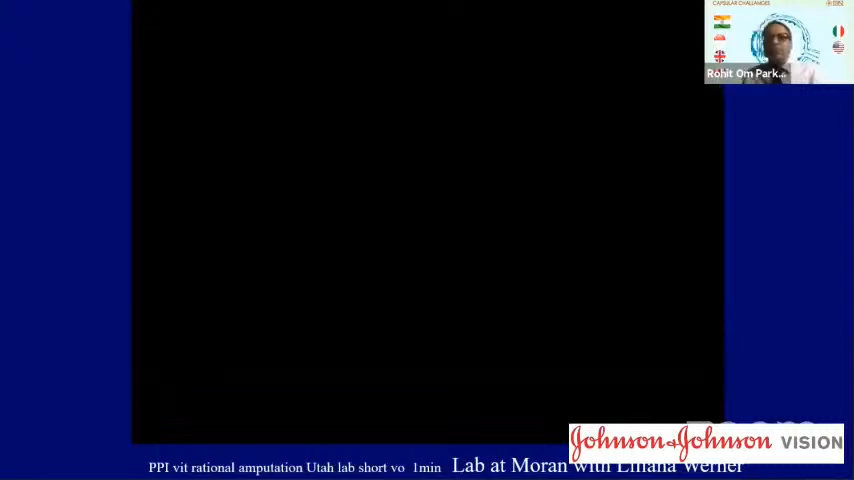 CAPSULAR CHALLANGES
Rohit Om Park...
Johnson & Johnson VISION
PPI vit rational amputation Utah lab short vo 1min Lab at Moran with Liliana Werner